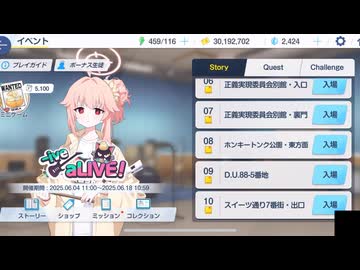 イベント
459/116
30,192,702
2,424
プレイガイド
ボーナス生徒
Story
Quest
Challenge
WANTED
5,100
ミニゲーム
06
正義実現委員会別館・入口
入場
07
正義実現委員会別館・裏門
入場
08
ホンキートンク公園・東方面
入場
09
D.U.88-5番地
入場
10
スイーツ通り7番街・出口
入場
-ive
aLIVE!
開催期間 : 2025.06.04 11:00~2025.06.18 10:59
ストーリー
ショップ
ミッション
コレクション